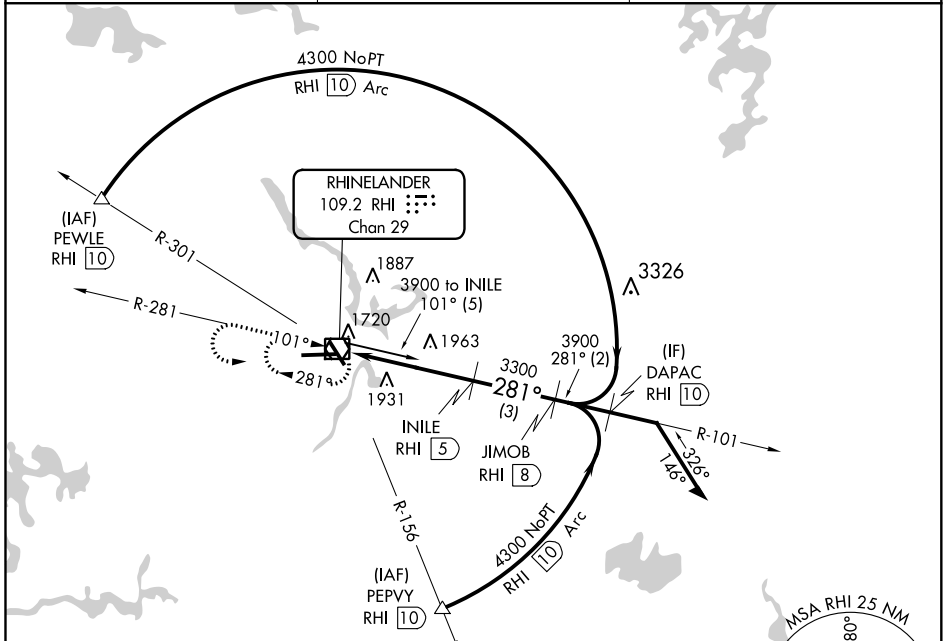 4300 NoPT
RHI 10 Arc
RHINELANDER
109.2 RHI
Chan 29
(IAF)
PEWLE
RHI 10
R-301
R-281
1887
3900 to INILE
101° (5)
3326
1720
1963
101°
281°
1931
3300
281°
(3)
3900
281° (2)
(IF)
DAPAC
RHI 10
INILE
RHI 5
JIMOB
RHI 8
R-101
326°
146°
R-156
4300 NoPT
RHI 10 Arc
(IAF)
PEPVY
RHI 10
MSA RHI 25 NM